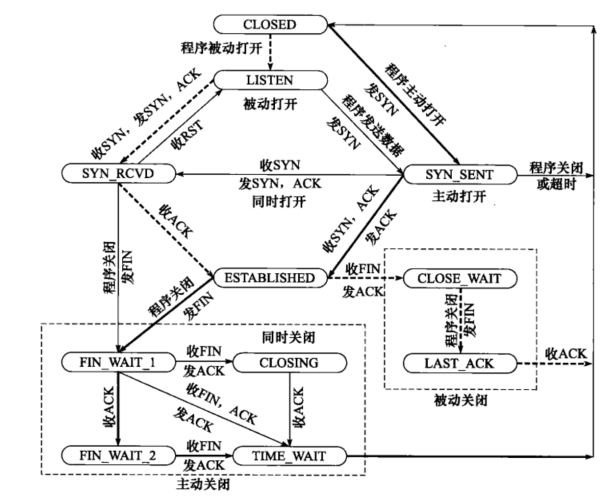 CLOSED
程序被动打开
LISTEN
被动打开
收SYN，发SYN，ACK
收RST
程序发送数据
发SYN
程序主动打开
发SYN
SYN_RCVD
收SYN
发SYN，ACK
同时打开
SYN_SENT
主动打开
程序关闭
或超时
收ACK
收SYN，ACK
发ACK
程序关闭
发FIN
ESTABLISHED
收FIN
发ACK
CLOSE_WAIT
程序关闭
发FIN
程序关闭
发FIN
LAST_ACK
收ACK
被动关闭
同时关闭
FIN_WAIT_1
收FIN
发ACK
CLOSING
收ACK
收FIN，ACK
发ACK
收ACK
FIN_WAIT_2
收FIN
发ACK
TIME_WAIT
主动关闭